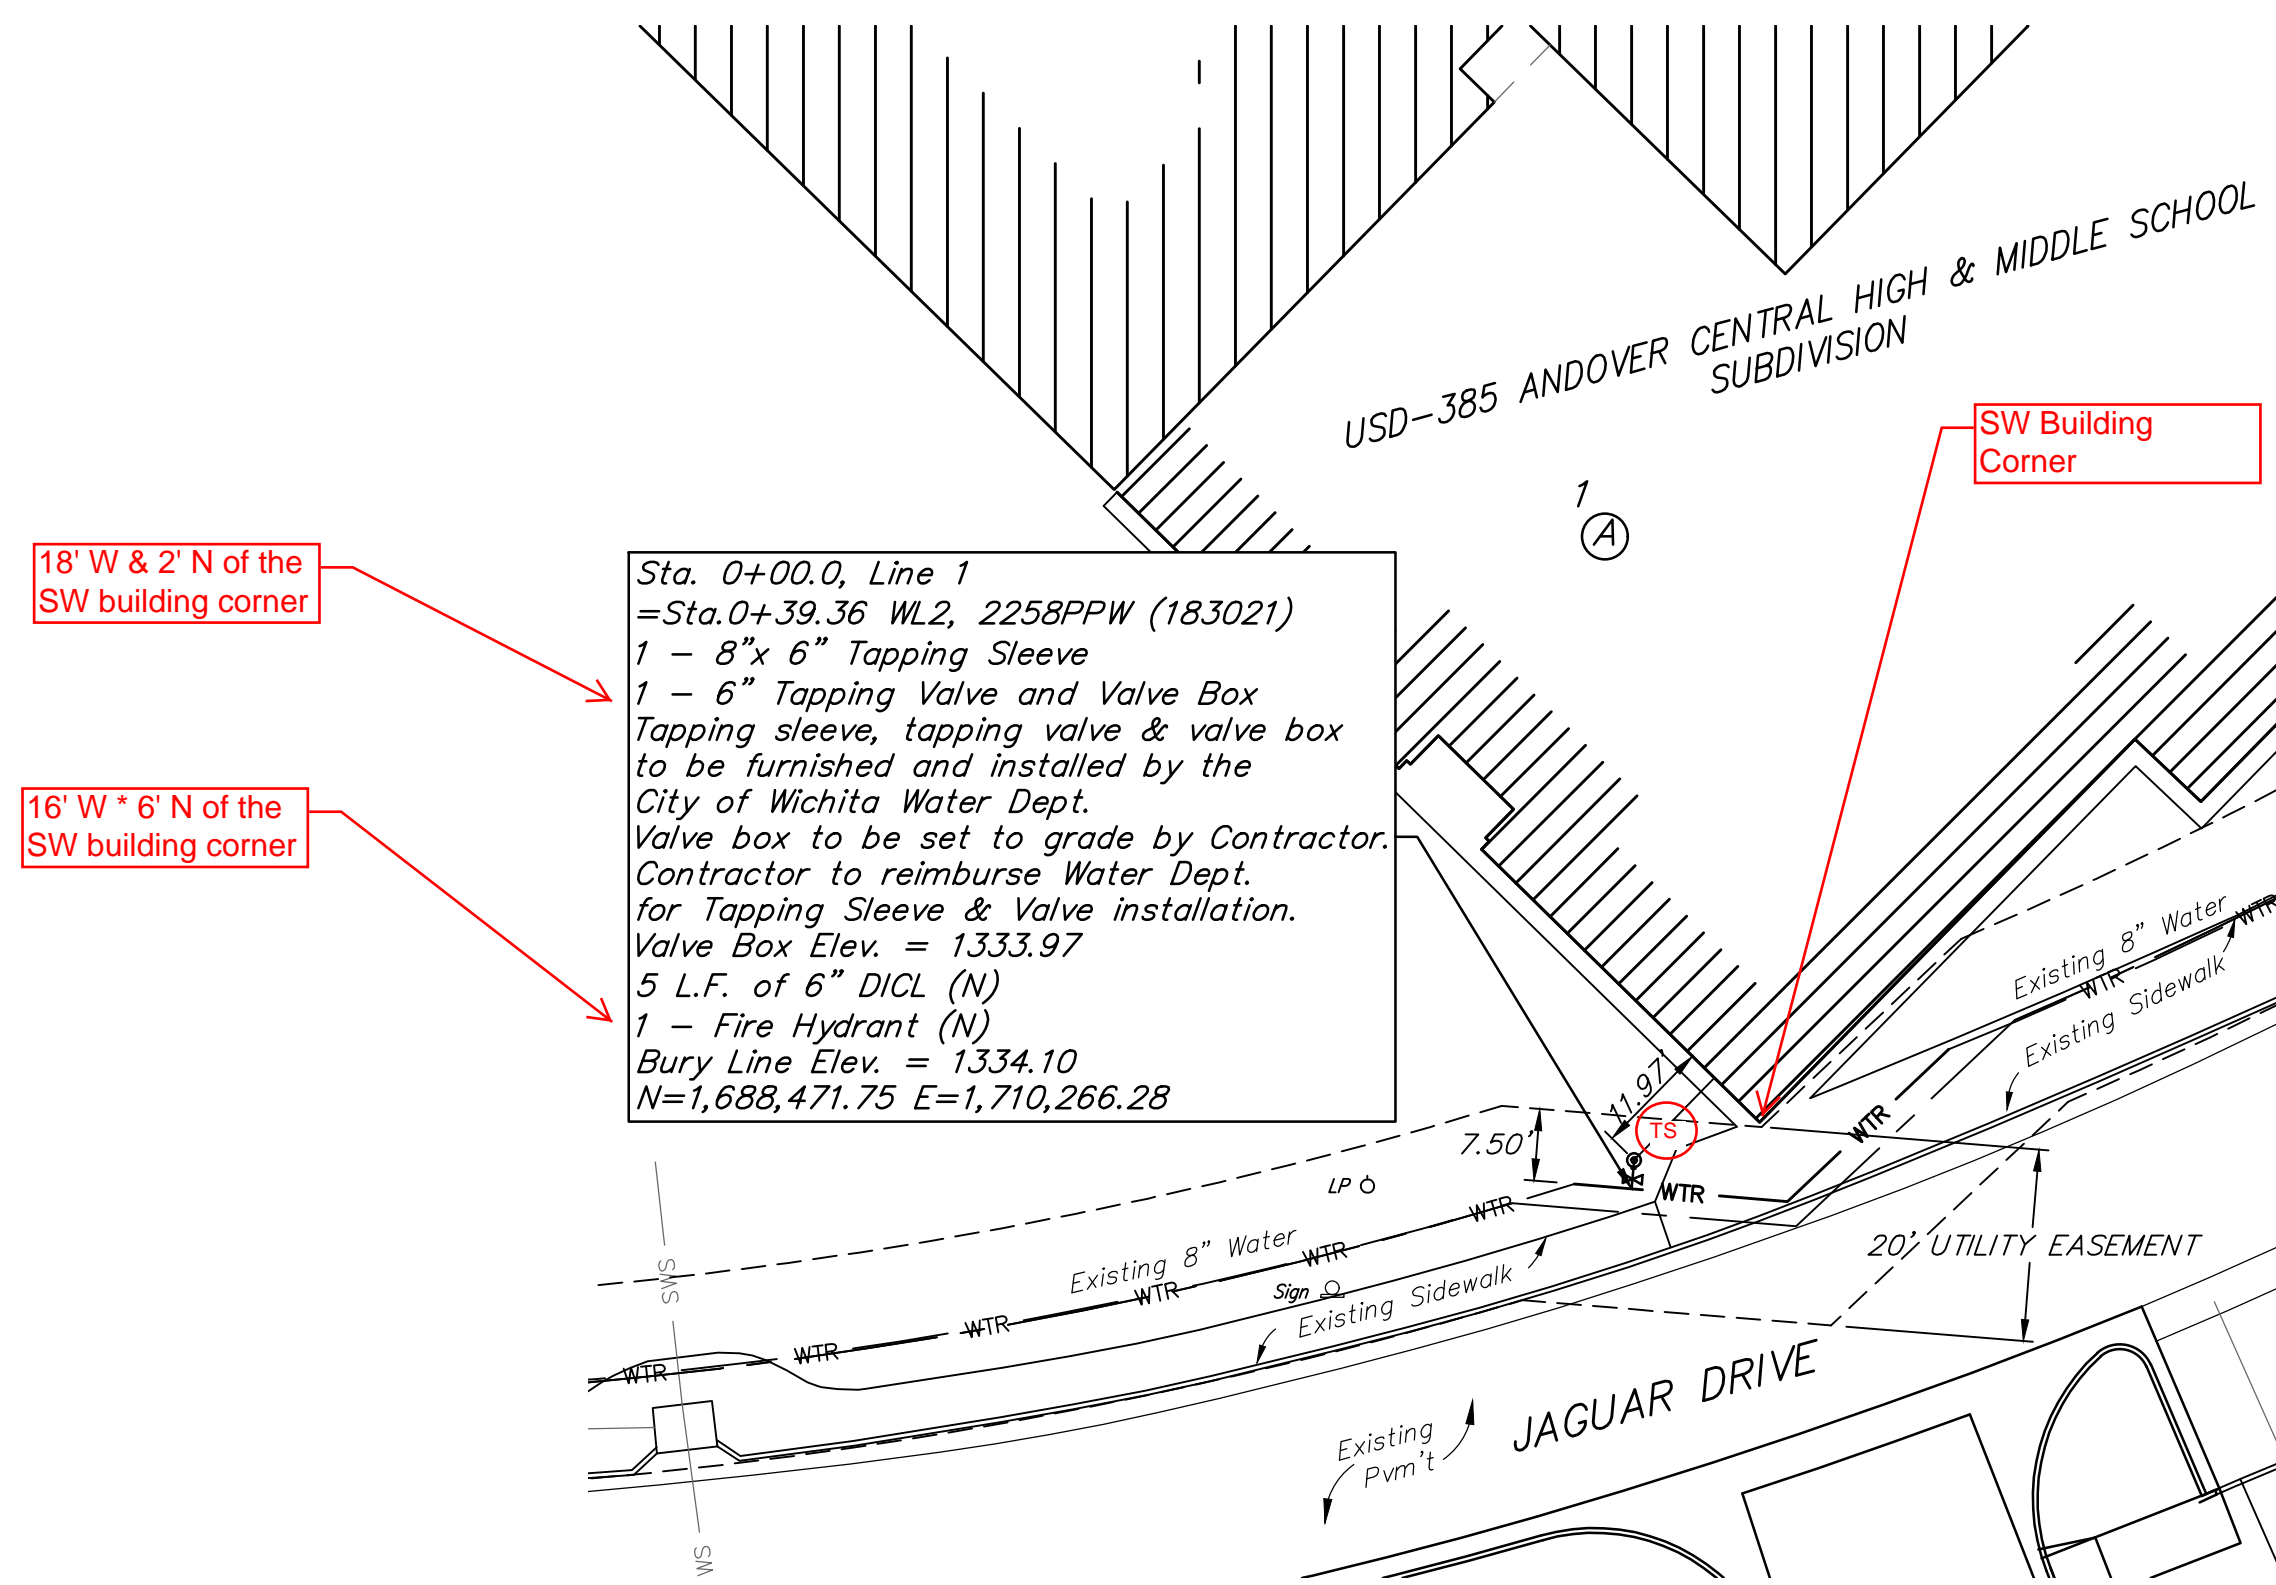 USD-385 ANDOVER CENTRAL HIGH & MIDDLE SCHOOL
SUBDIVISION
SW Building
Corner
1
A
18' W & 2' N of the
SW building corner
16' W * 6' N of the
SW building corner
Sta. 0+00.0, Line 1
=Sta.0+39.36 WL2, 2258PPW (183021)
1 - 8"x 6" Tapping Sleeve
1 - 6" Tapping Valve and Valve Box
Tapping sleeve, tapping valve & valve box
to be furnished and installed by the
City of Wichita Water Dept.
Valve box to be set to grade by Contractor.
Contractor to reimburse Water Dept.
for Tapping Sleeve & Valve installation.
Valve Box Elev. = 1333.97
5 L.F. of 6" DICL (N)
1 - Fire Hydrant (N)
Bury Line Elev. = 1334.10
N=1,688,471.75 E=1,710,266.28
Existing 8" Water
WTR
WTR
Existing Sidewalk
11.97'
TS
7.50'
WTR
WTR
LP
WTR
Existing 8" Water
WTR
WTR
WTR
WTR
WTR
Sign
Existing Sidewalk
20' UTILITY EASEMENT
SWS
JAGUAR DRIVE
Existing
Pvm't
SWS